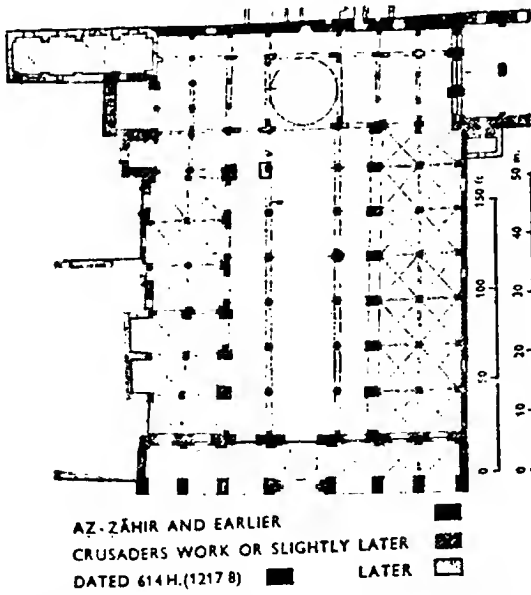 150 ft
50 m.
40
100
30
20
50
10
0
0
AZ-ẒÂHIR AND EARLIER
CRUSADERS WORK OR SLIGHTLY LATER
DATED 614 H.(1217 8) LATER